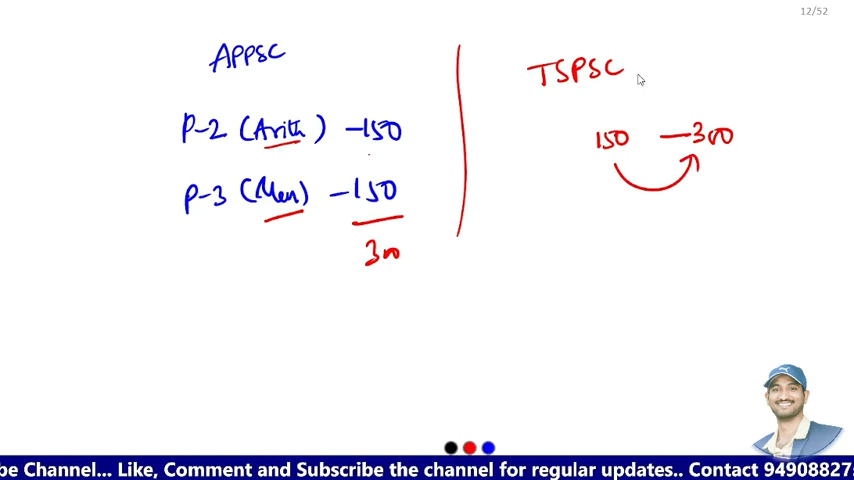 12/52
APPSC
P-2 (Arith) -150
P-3 (Men) -150
300
TSPSC
150 -300
be Channel... Like, Comment and Subscribe the channel for regular updates.. Contact 949088275